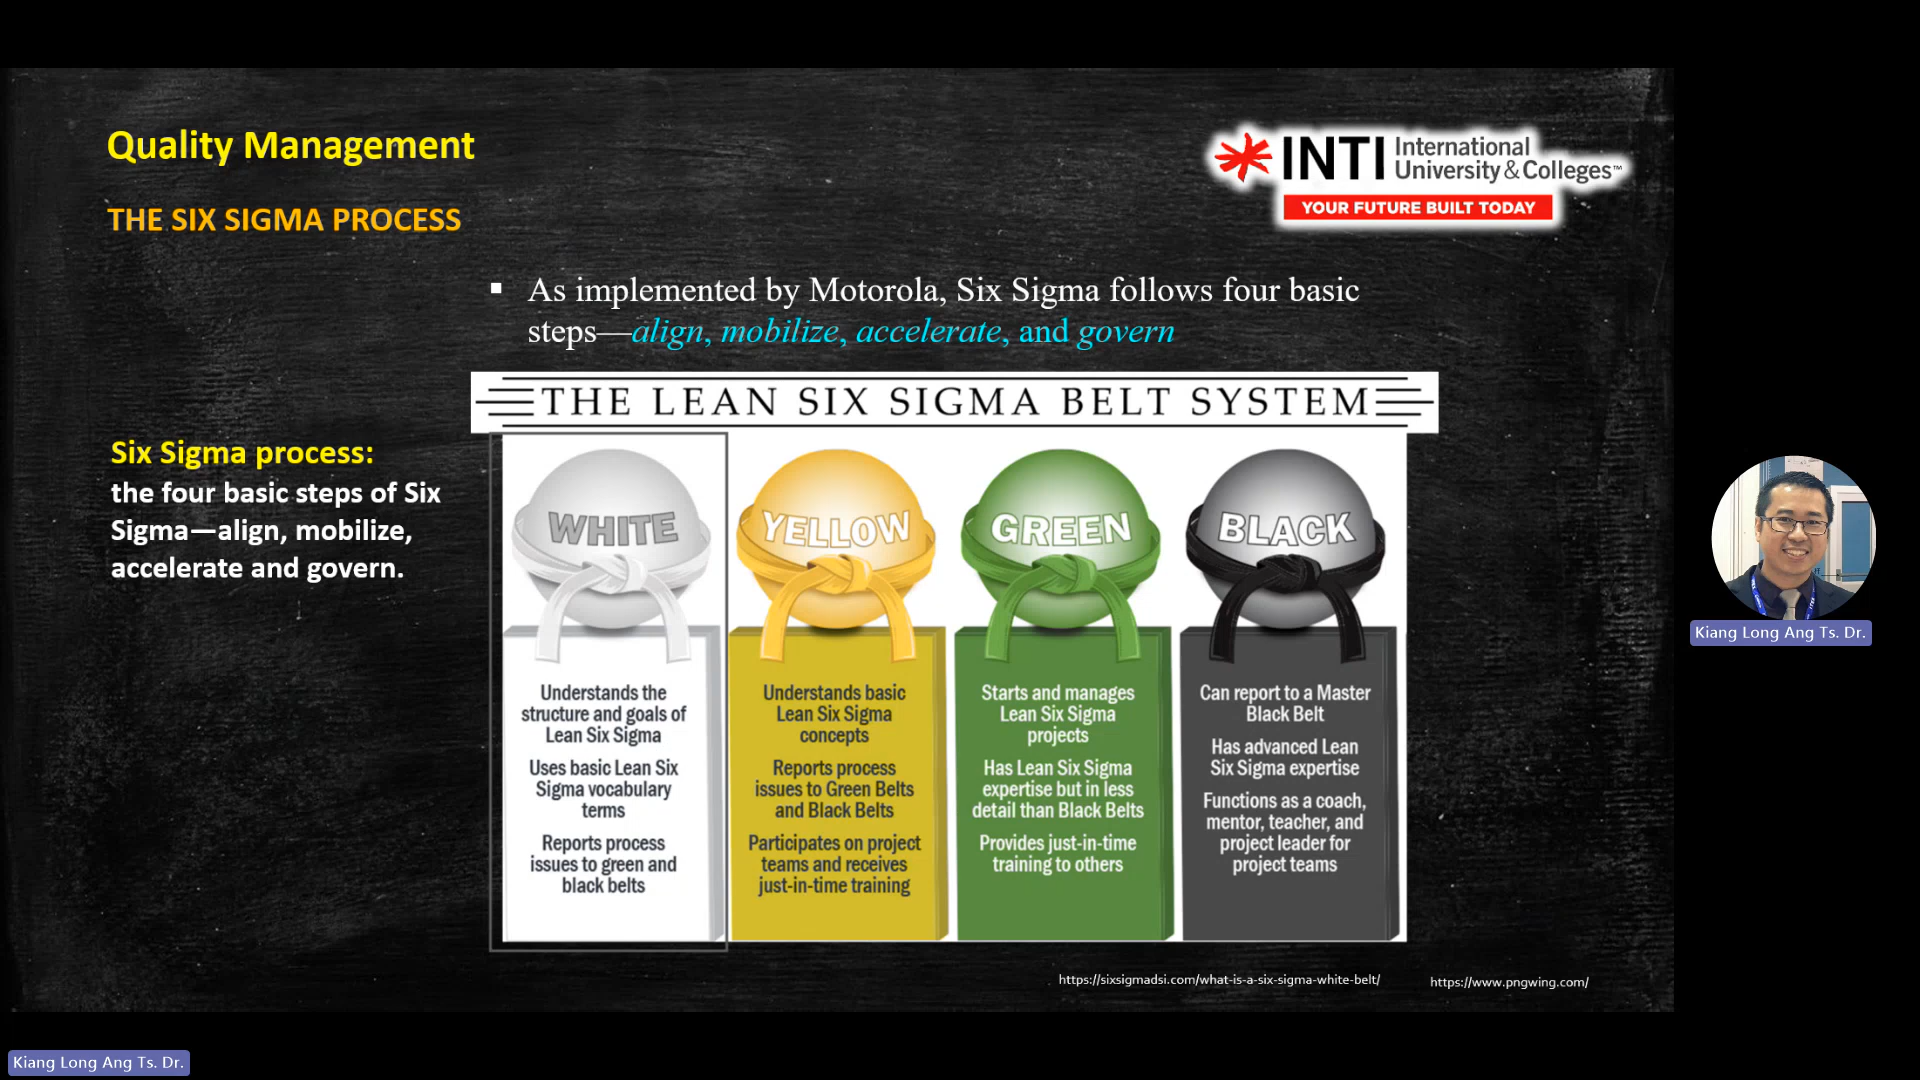 Quality Management
THE SIX SIGMA PROCESS
INTI International
University & Colleges™
YOUR FUTURE BUILT TODAY
▪ As implemented by Motorola, Six Sigma follows four basic
steps—align, mobilize, accelerate, and govern
Six Sigma process:
the four basic steps of Six
Sigma—align, mobilize,
accelerate and govern.
THE LEAN SIX SIGMA BELT SYSTEM
WHITE
Understands the
structure and goals of
Lean Six Sigma
Uses basic Lean Six
Sigma vocabulary
terms
Reports process
issues to green and
black belts
YELLOW
Understands basic
Lean Six Sigma
concepts
Reports process
issues to Green Belts
and Black Belts
Participates on project
teams and receives
just-in-time training
GREEN
Starts and manages
Lean Six Sigma
projects
Has Lean Six Sigma
expertise but in less
detail than Black Belts
Provides just-in-time
training to others
BLACK
Can report to a Master
Black Belt
Has advanced Lean
Six Sigma expertise
Functions as a coach,
mentor, teacher, and
project leader for
project teams
https://sixsigmadsi.com/what-is-a-six-sigma-white-belt/
https://www.pngwing.com/
Kiang Long Ang Ts. Dr.
Kiang Long Ang Ts. Dr.